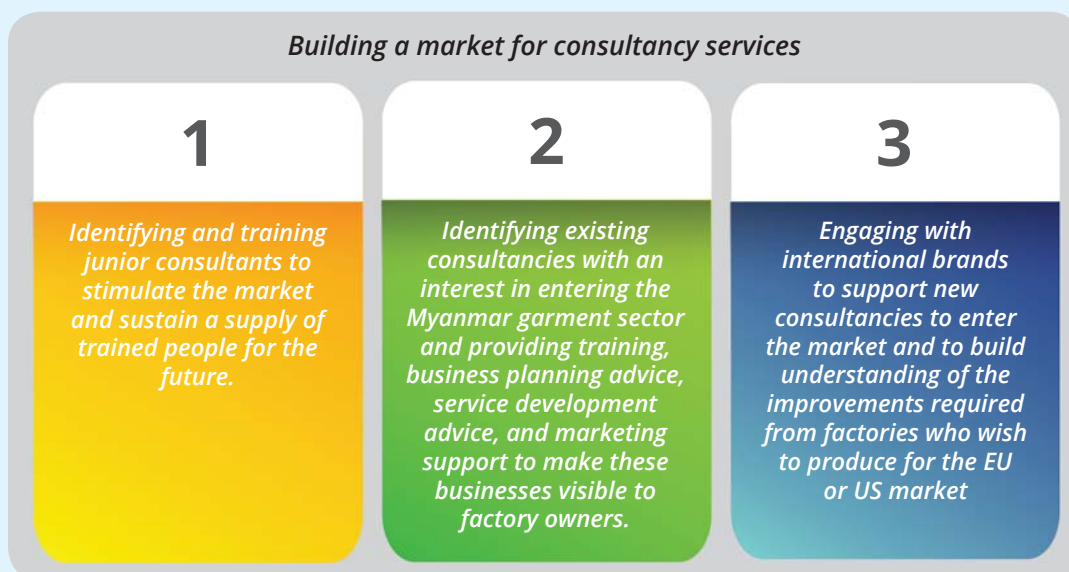 Building a market for consultancy services
1
Identifying and training
junior consultants to
stimulate the market
and sustain a supply of
trained people for the
future.
2
Identifying existing
consultancies with an
interest in entering the
Myanmar garment sector
and providing training,
business planning advice,
service development
advice, and marketing
support to make these
businesses visible to
factory owners.
3
Engaging with
international brands
to support new
consultancies to enter
the market and to build
understanding of the
improvements required
from factories who wish
to produce for the EU
or US market